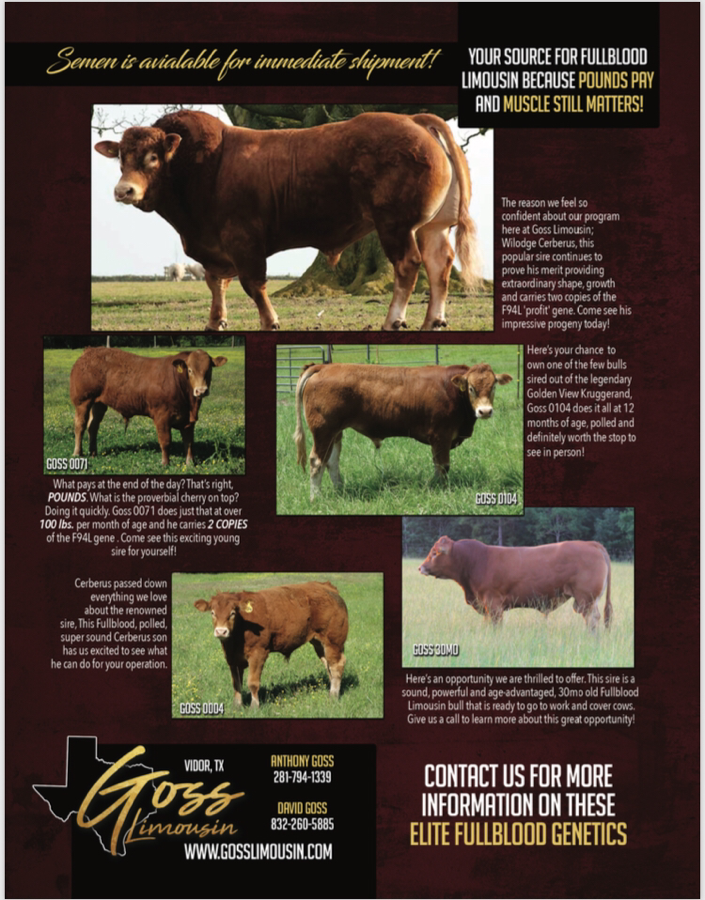 Semen is avialable for immediate shipment!
YOUR SOURCE FOR FULLBLOOD
LIMOUSIN BECAUSE POUNDS PAY
AND MUSCLE STILL MATTERS!
The reason we feel so
confident about our program
here at Goss Limousin;
Wilodge Cerberus, this
popular sire continues to
prove his merit providing
extraordinary shape, growth
and carries two copies of the
F94L 'profit' gene. Come see his
impressive progeny today!
GOSS 0071
What pays at the end of the day? That's right,
POUNDS. What is the proverbial cherry on top?
Doing it quickly. Goss 0071 does just that at over
100 lbs. per month of age and he carries 2 COPIES
of the F94L gene . Come see this exciting young
sire for yourself!
GOSS 0104
Here's your chance to
own one of the few bulls
sired out of the legendary
Golden View Kruggerand,
Goss 0104 does it all at 12
months of age, polled and
definitely worth the stop to
see in person!
Cerberus passed down
everything we love
about the renowned
sire, This Fullblood, polled,
super sound Cerberus son
has us excited to see what
he can do for your operation.
GOSS 0004
GOSS 30MO
Here's an opportunity we are thrilled to offer. This sire is a
sound, powerful and age-advantaged, 30mo old Fullblood
Limousin bull that is ready to go to work and cover cows.
Give us a call to learn more about this great opportunity!
Goss
Limousin
VIDOR, TX
ANTHONY GOSS
281-794-1339
DAVID GOSS
832-260-5885
WWW.GOSSLIMOUSIN.COM
CONTACT US FOR MORE
INFORMATION ON THESE
ELITE FULLBLOOD GENETICS